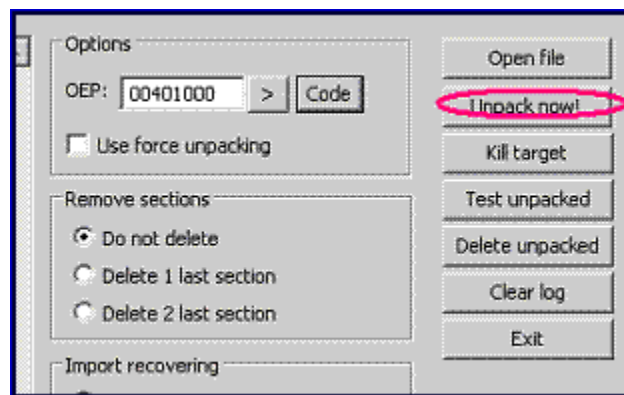 Options
OEP: 00401000 > Code
Use force unpacking
Remove sections
Do not delete
Delete 1 last section
Delete 2 last section
Import recovering
Open file
Unpack now!
Kill target
Test unpacked
Delete unpacked
Clear log
Exit